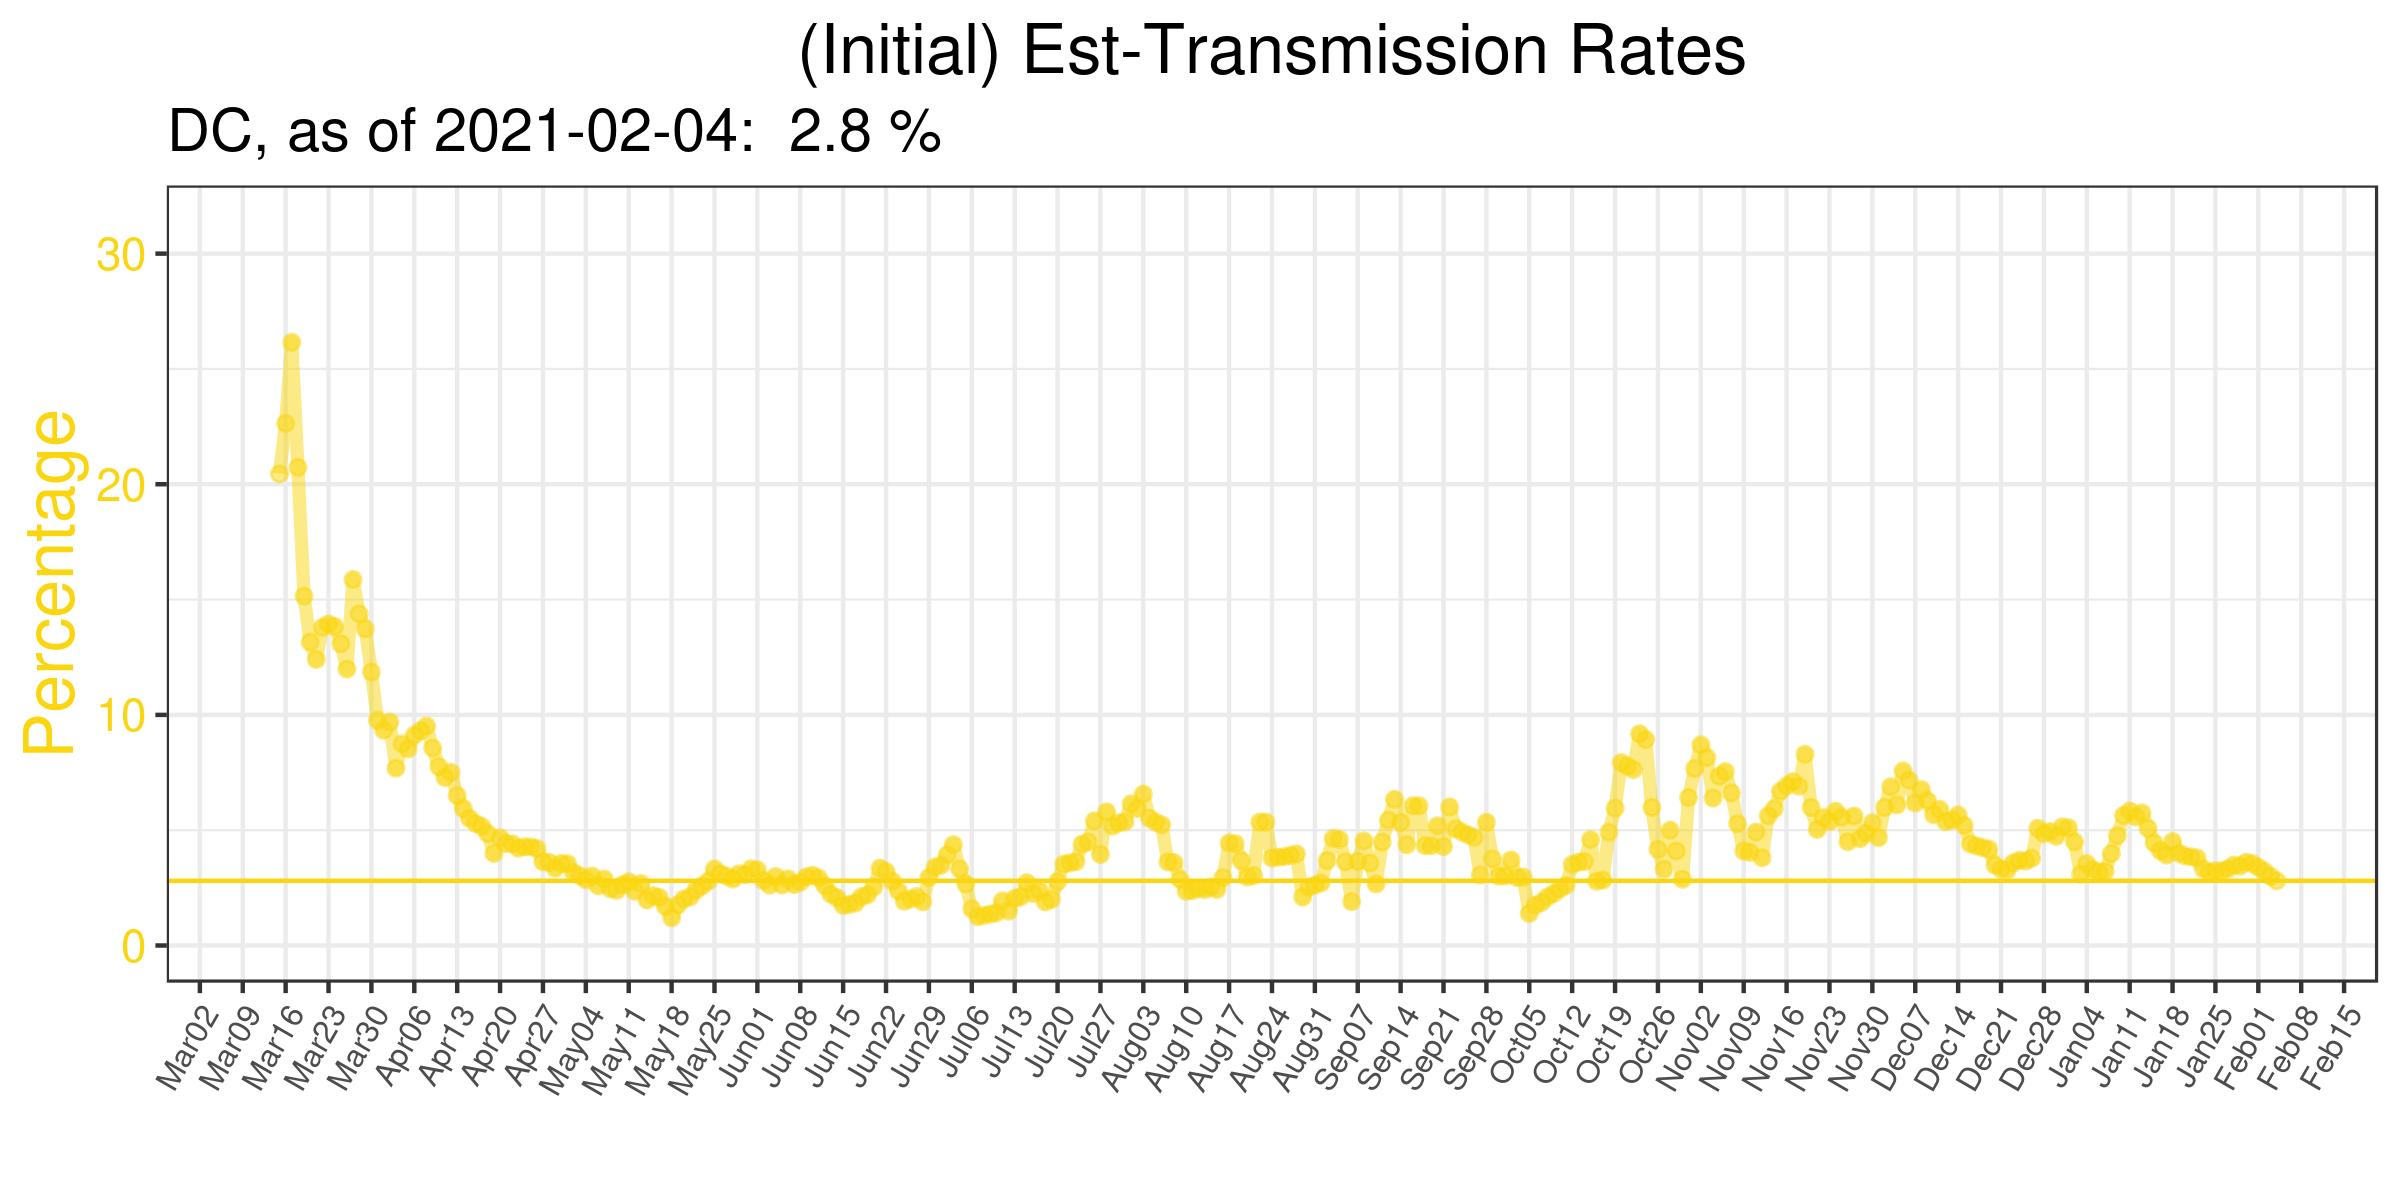 (Initial) Est-Transmission Rates
DC, as of 2021-02-04:  2.8 %
Percentage
30
20
10
0
Mar02
Mar09
Mar16
Mar23
Mar30
Apr06
Apr13
Apr20
Apr27
May04
May11
May18
May25
Jun01
Jun08
Jun15
Jun22
Jun29
Jul06
Jul13
Jul20
Jul27
Aug03
Aug10
Aug17
Aug24
Aug31
Sep07
Sep14
Sep21
Sep28
Oct05
Oct12
Oct19
Oct26
Nov02
Nov09
Nov16
Nov23
Nov30
Dec07
Dec14
Dec21
Dec28
Jan04
Jan11
Jan18
Jan25
Feb01
Feb08
Feb15